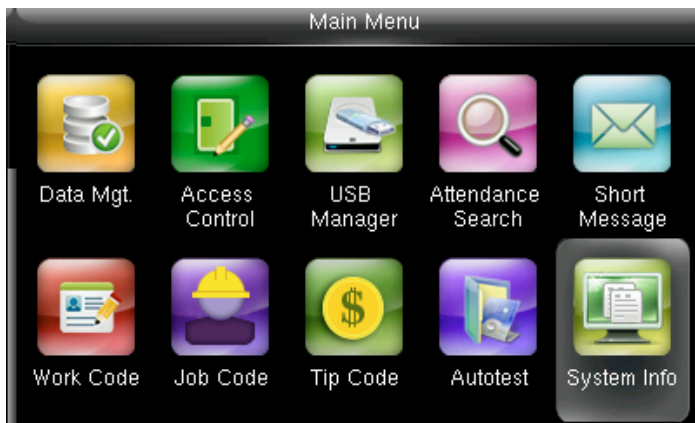 Main Menu
Data Mgt.
Access
Control
USB
Manager
Attendance
Search
Short
Message
Work Code
Job Code
Tip Code
Autotest
System Info